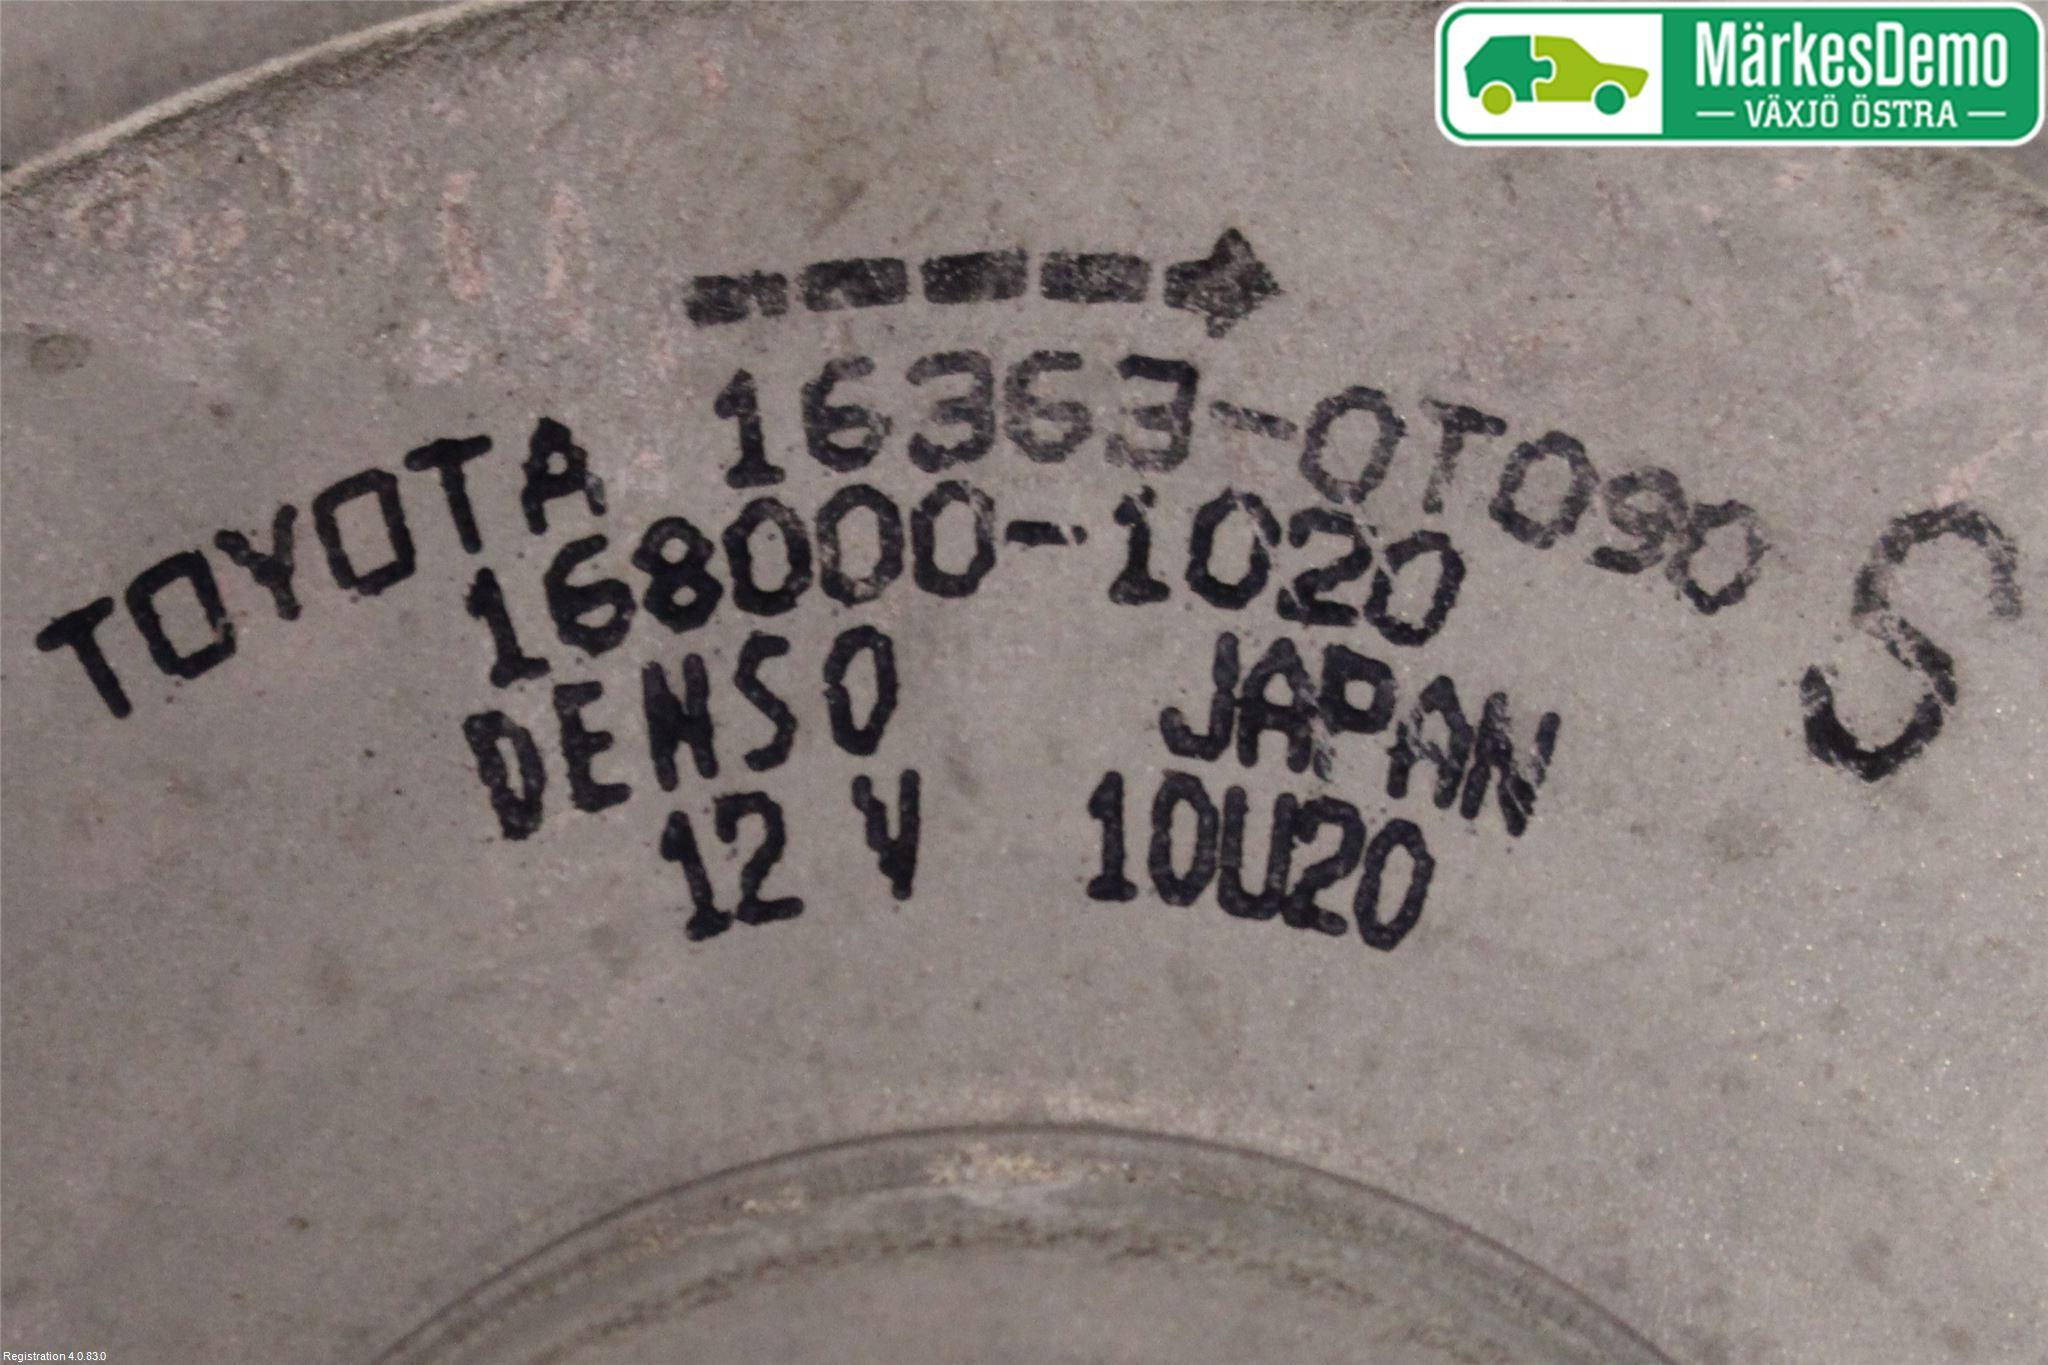 MärkesDemo
VÄXJÖ ÖSTRA
TOYOTA 16363-0T090 S
168000-1020
DENSO JAPAN
12 V 10U20
Registration 4.0.83.0